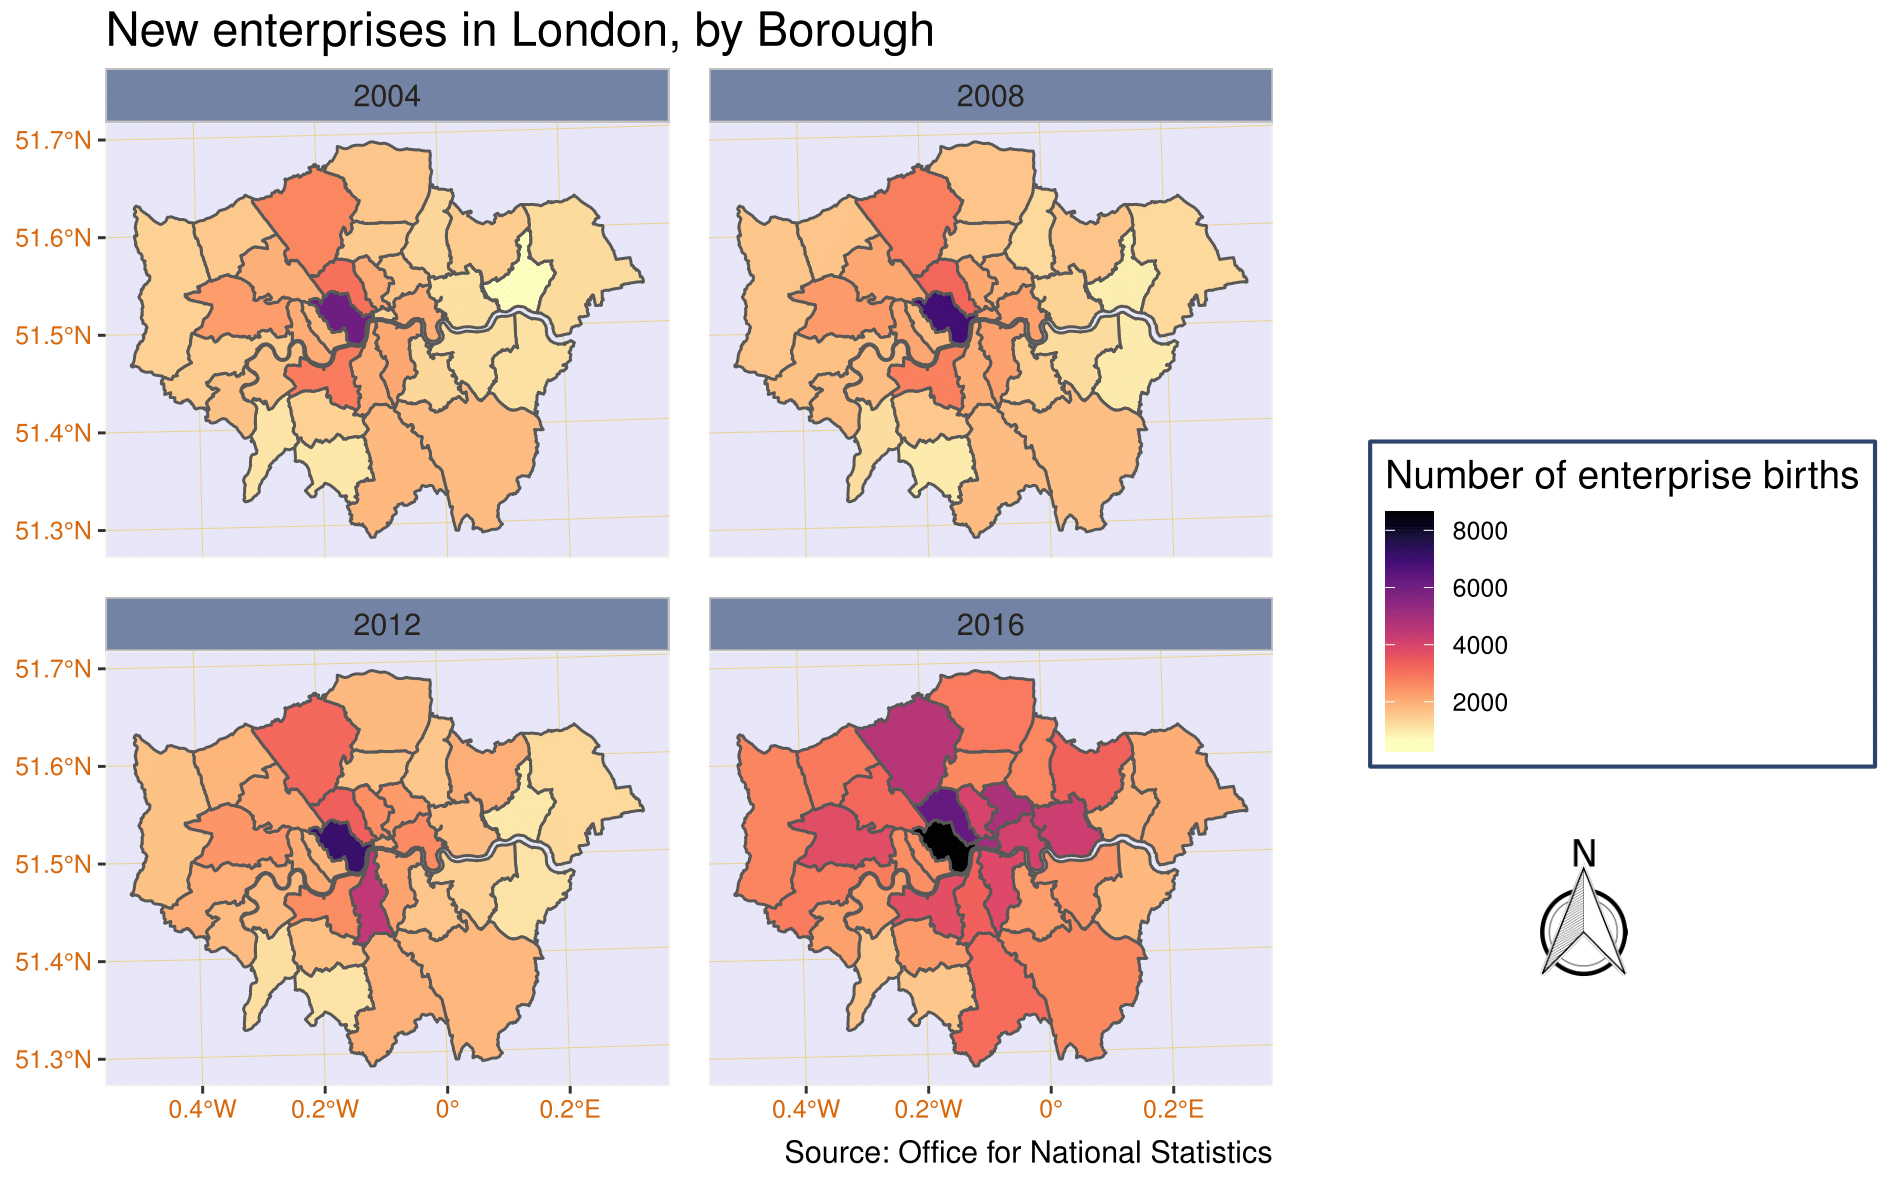 New enterprises in London, by Borough
2004
2008
51.7°N
51.6°N
51.5°N
51.4°N
51.3°N
2012
2016
51.7°N
51.6°N
51.5°N
51.4°N
51.3°N
0.4°W
0.2°W
0°
0.2°E
0.4°W
0.2°W
0°
0.2°E
Source: Office for National Statistics
Number of enterprise births
8000
6000
4000
2000
N